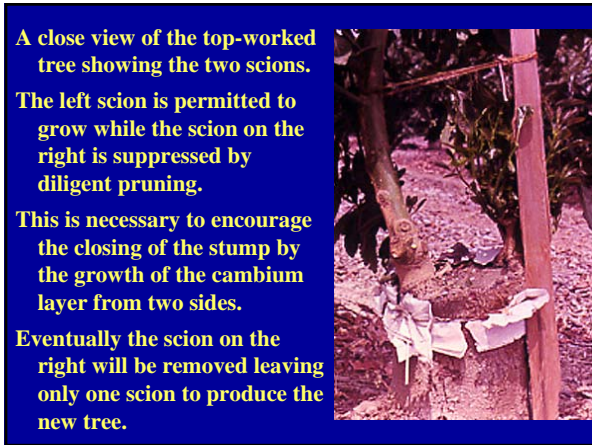 A close view of the top-worked
tree showing the two scions.
The left scion is permitted to
grow while the scion on the
right is suppressed by
diligent pruning.
This is necessary to encourage
the closing of the stump by
the growth of the cambium
layer from two sides.
Eventually the scion on the
right will be removed leaving
only one scion to produce the
new tree.